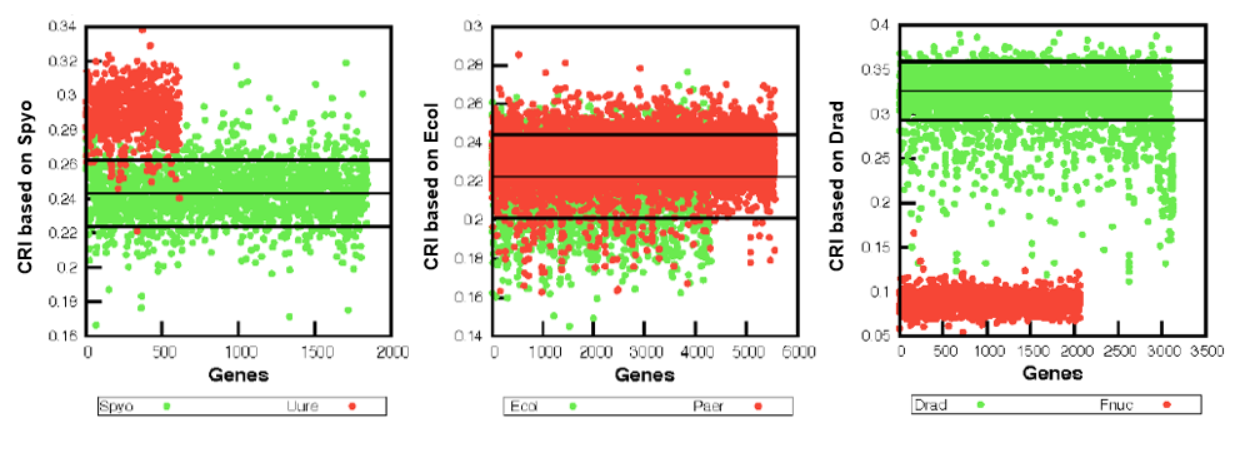 CRI based on Spyo
0.34
0.32
0.3
0.28
0.26
0.24
0.22
0.2
0.18
0.16
0 500 1000 1500 2000
Genes
Spyo Uure
CRI based on Ecol
0.3
0.28
0.26
0.24
0.22
0.2
0.18
0.16
0.14
0 1000 2000 3000 4000 5000 6000
Genes
Ecol Paer
CRI based on Drad
0.4
0.35
0.3
0.25
0.2
0.15
0.1
0.05
0 500 1000 1500 2000 2500 3000 3500
Genes
Drad Fnuc